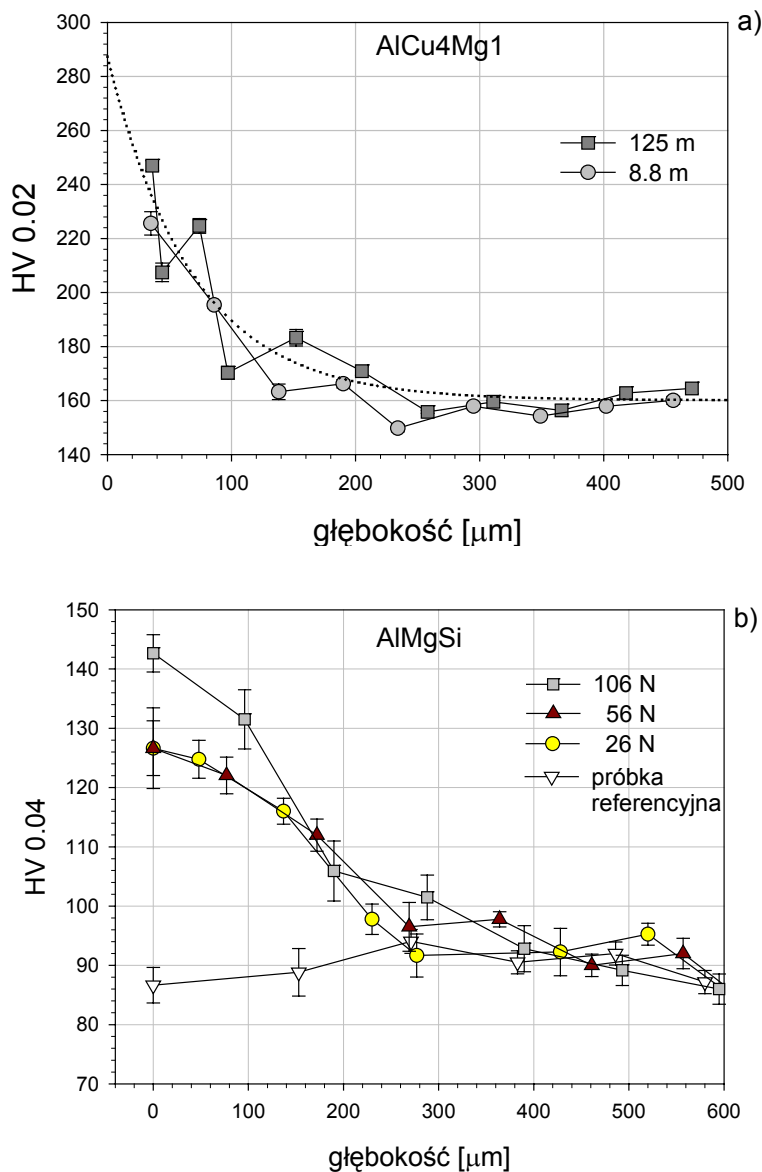 a)
AlCu4Mg1
125 m
8.8 m
HV 0.02
300
280
260
240
220
200
180
160
140
0 100 200 300 400 500
głębokość [μm]
b)
AlMgSi
106 N
56 N
26 N
próbka
referencyjna
HV 0.04
150
140
130
120
110
100
90
80
70
0 100 200 300 400 500 600
głębokość [μm]